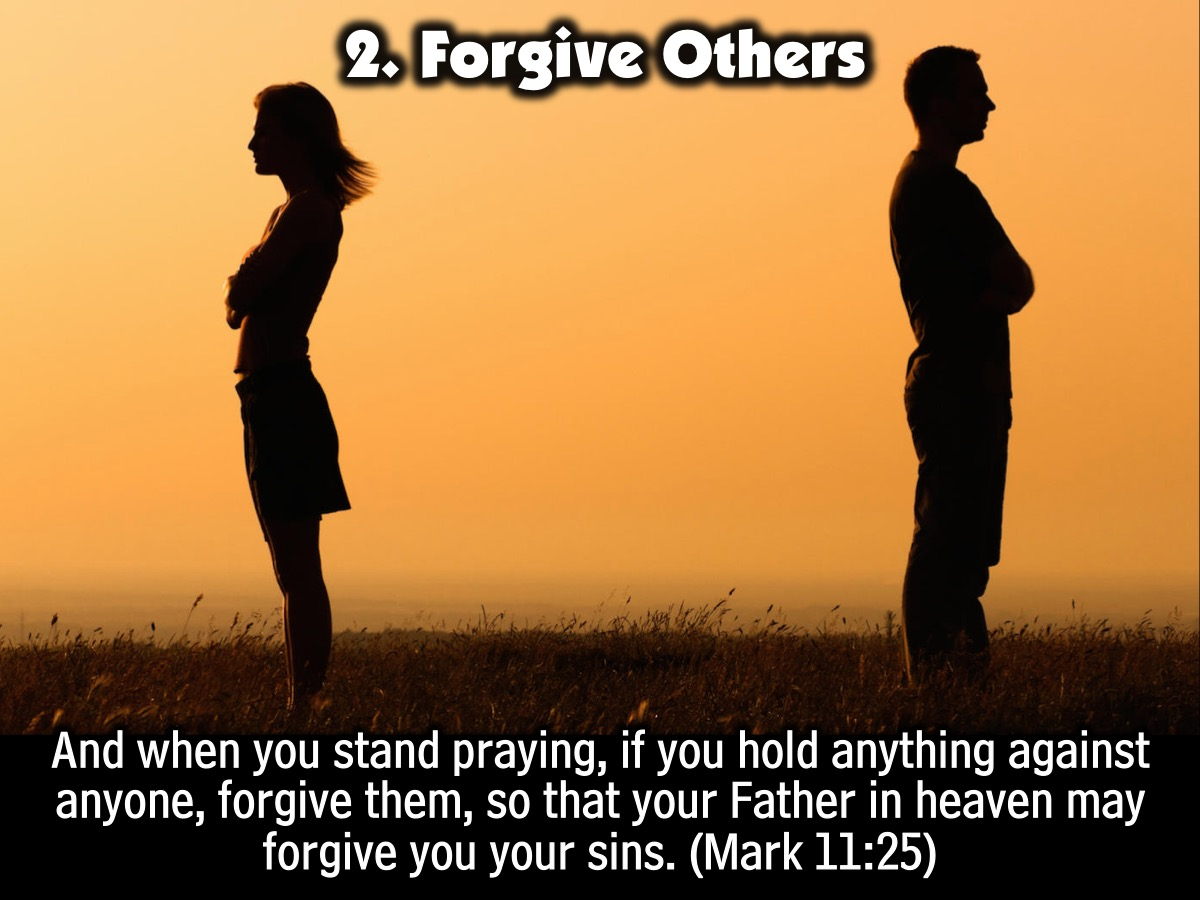 2. Forgive Others
And when you stand praying, if you hold anything against
anyone, forgive them, so that your Father in heaven may
forgive you your sins. (Mark 11:25)